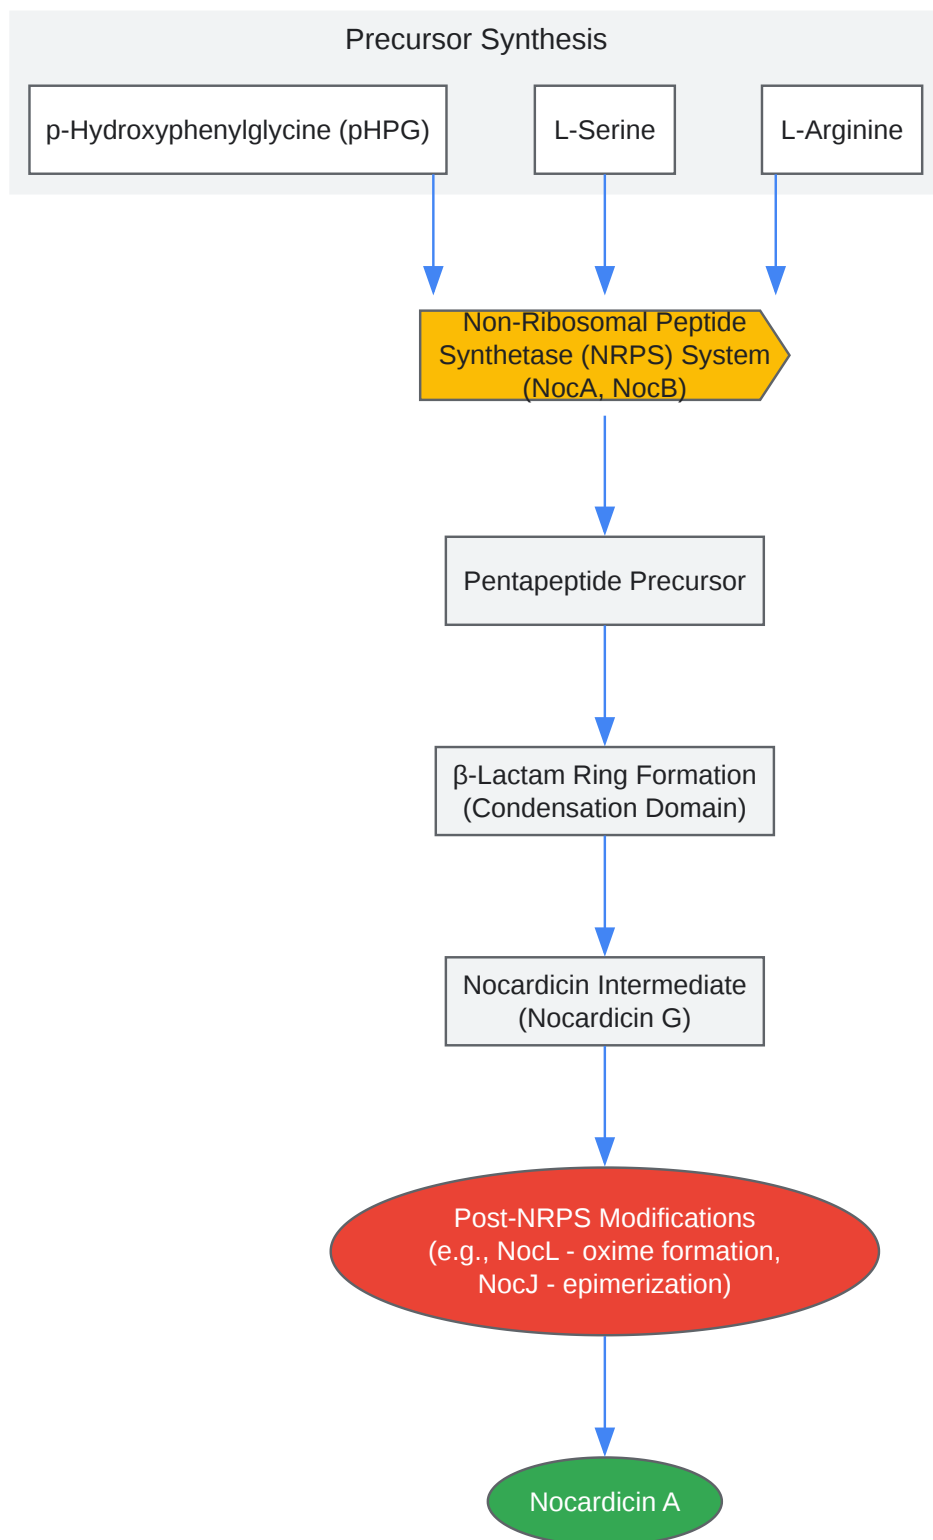 Precursor Synthesis
p-Hydroxyphenylglycine (pHPG)
L-Serine
L-Arginine
Non-Ribosomal Peptide
Synthetase (NRPS) System
(NocA, NocB)
Pentapeptide Precursor
β-Lactam Ring Formation
(Condensation Domain)
Nocardicin Intermediate
(Nocardicin G)
Post-NRPS Modifications
(e.g., NocL - oxime formation,
NocJ - epimerization)
Nocardicin A